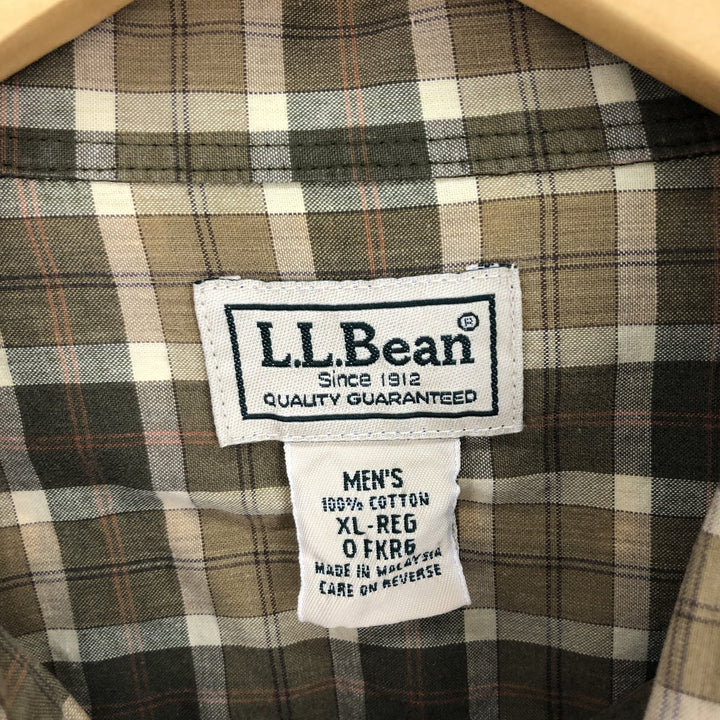 L.L.Bean®
Since 1912
QUALITY GUARANTEED
MEN'S
100% COTTON
XL-REG
0 FKR6
MADE IN MALAYSIA
CARE ON REVERSE